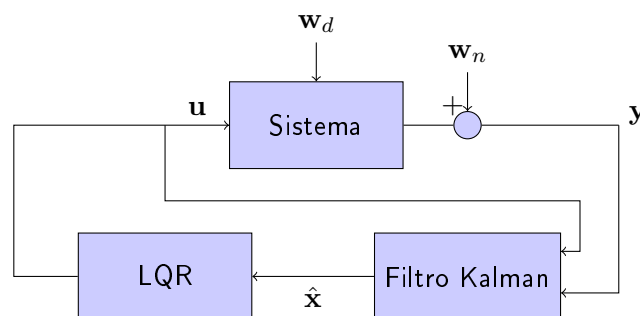 w_d
w_n
u
Sistema
+
y
LQR
x̂
Filtro Kalman